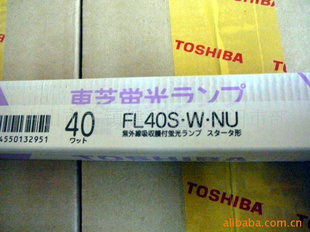 TOSHIBA
東芝蛍光ランプ
40
ワット
FL40S·W·NU
紫外線吸収膜付蛍光ランプ スタータ形
4550132951
TOSHIBA
alibaba.com.cn